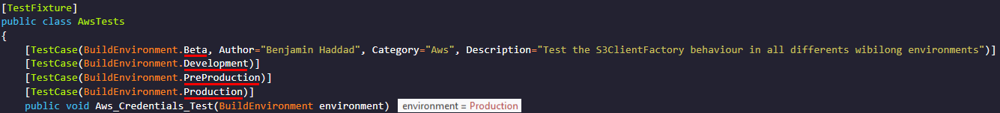 [TestFixture]
public class AwsTests
{
[TestCase(BuildEnvironment.Beta, Author="Benjamin Haddad", Category="Aws", Description="Test the S3ClientFactory behaviour in all differents wibilong environments")]
[TestCase(BuildEnvironment.Development)]
[TestCase(BuildEnvironment.PreProduction)]
[TestCase(BuildEnvironment.Production)]
public void Aws_Credentials_Test(BuildEnvironment environment) environment = Production